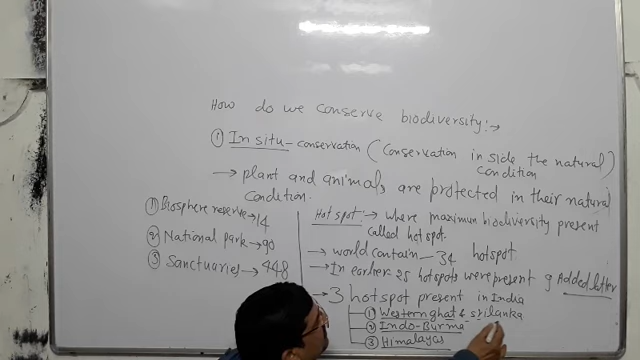 How do we conserve biodiversity:→
① In situ - conservation (Conservation in side the natural condition)
→ plant and animals are protected in their natural condition.
① Biosphere reserve → 14
② National park → 90
③ Sanctuaries → 448
Hot spot :→ where maximum biodiversity present called hot spot.
→ world contain - 34 hotspot
→ In earlier 25 hotspots were present 9 Added letter
→ 3 hotspot present in India
① Western ghat & srilanka
② Indo-Burma
③ Himalayas